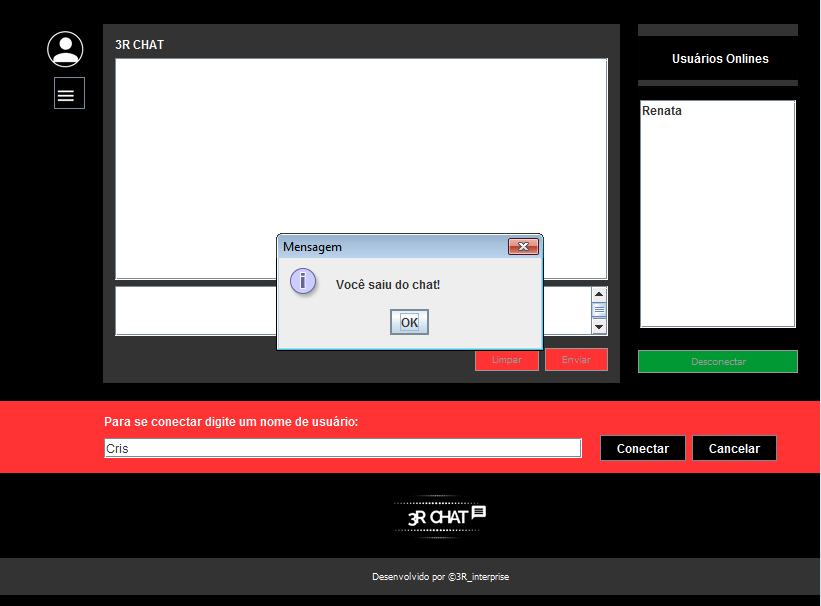 3R CHAT
Usuários Onlines
Renata
Mensagem
Você saiu do chat!
OK
Limpar
Enviar
Desconectar
Para se conectar digite um nome de usuário:
Cris
Conectar
Cancelar
3R CHAT
Desenvolvido por ©3R_interprise